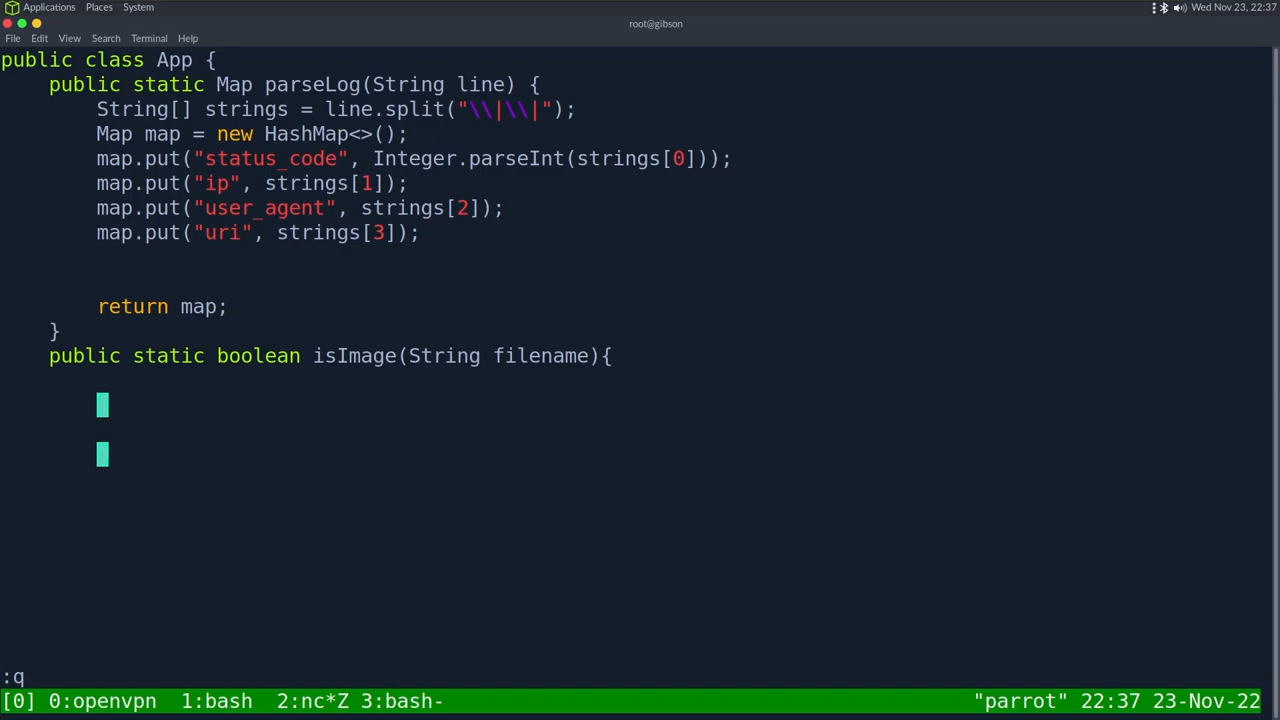 Applications Places System Wed Nov 23, 22:37
root@gibson
File Edit View Search Terminal Help
public class App {
    public static Map parseLog(String line) {
        String[] strings = line.split("\\|\\|");
        Map map = new HashMap<>();
        map.put("status_code", Integer.parseInt(strings[0]));
        map.put("ip", strings[1]);
        map.put("user_agent", strings[2]);
        map.put("uri", strings[3]);
        return map;
    }
    public static boolean isImage(String filename){
:q
[0] 0:openvpn 1:bash 2:nc*Z 3:bash- "parrot" 22:37 23-Nov-22